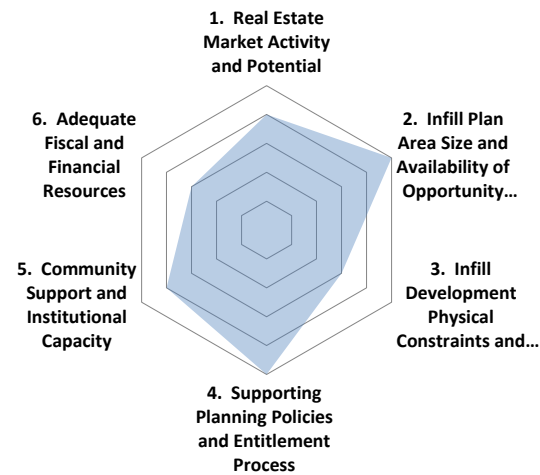 1. Real Estate
Market Activity
and Potential
2. Infill Plan
Area Size and
Availability of
Opportunity…
3. Infill
Development
Physical
Constraints and…
4. Supporting
Planning Policies
and Entitlement
Process
5. Community
Support and
Institutional
Capacity
6. Adequate
Fiscal and
Financial
Resources